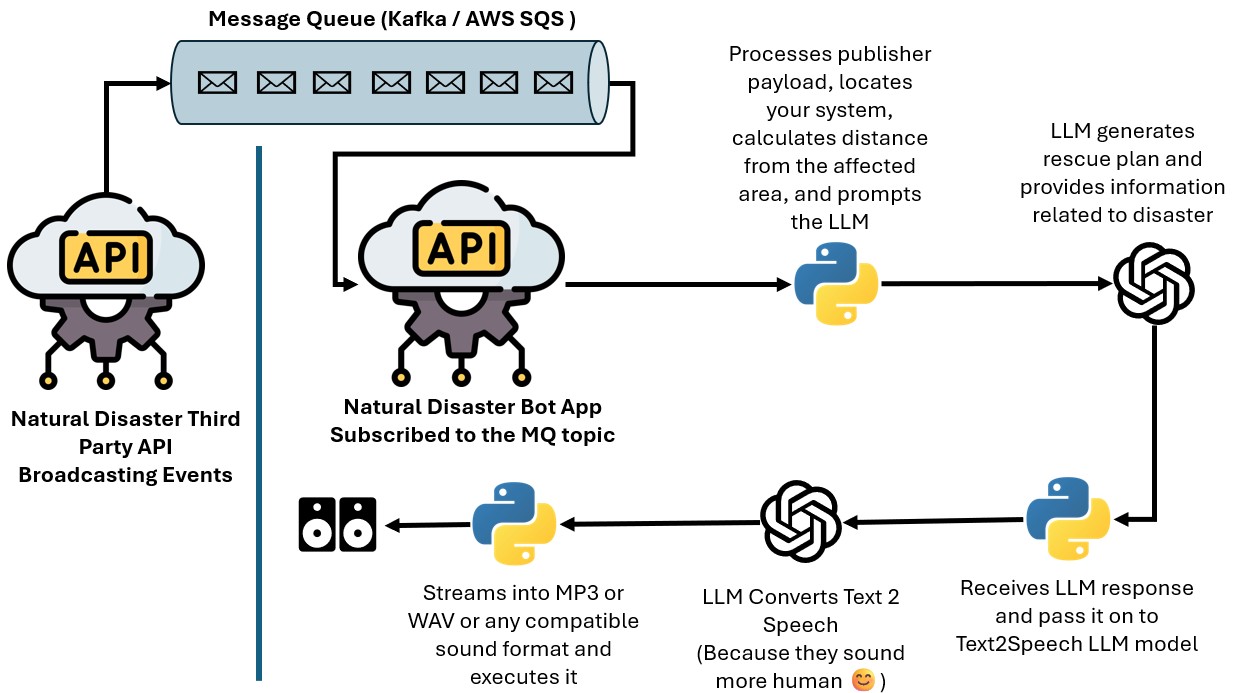 Message Queue (Kafka / AWS SQS )
Processes publisher
payload, locates
your system,
calculates distance
from the affected
area, and prompts
the LLM
LLM generates
rescue plan and
provides information
related to disaster
API
API
Natural Disaster Third
Party API
Broadcasting Events
Natural Disaster Bot App
Subscribed to the MQ topic
Receives LLM response
and pass it on to
Text2Speech LLM model
LLM Converts Text 2
Speech
(Because they sound
more human 😊 )
Streams into MP3 or
WAV or any compatible
sound format and
executes it